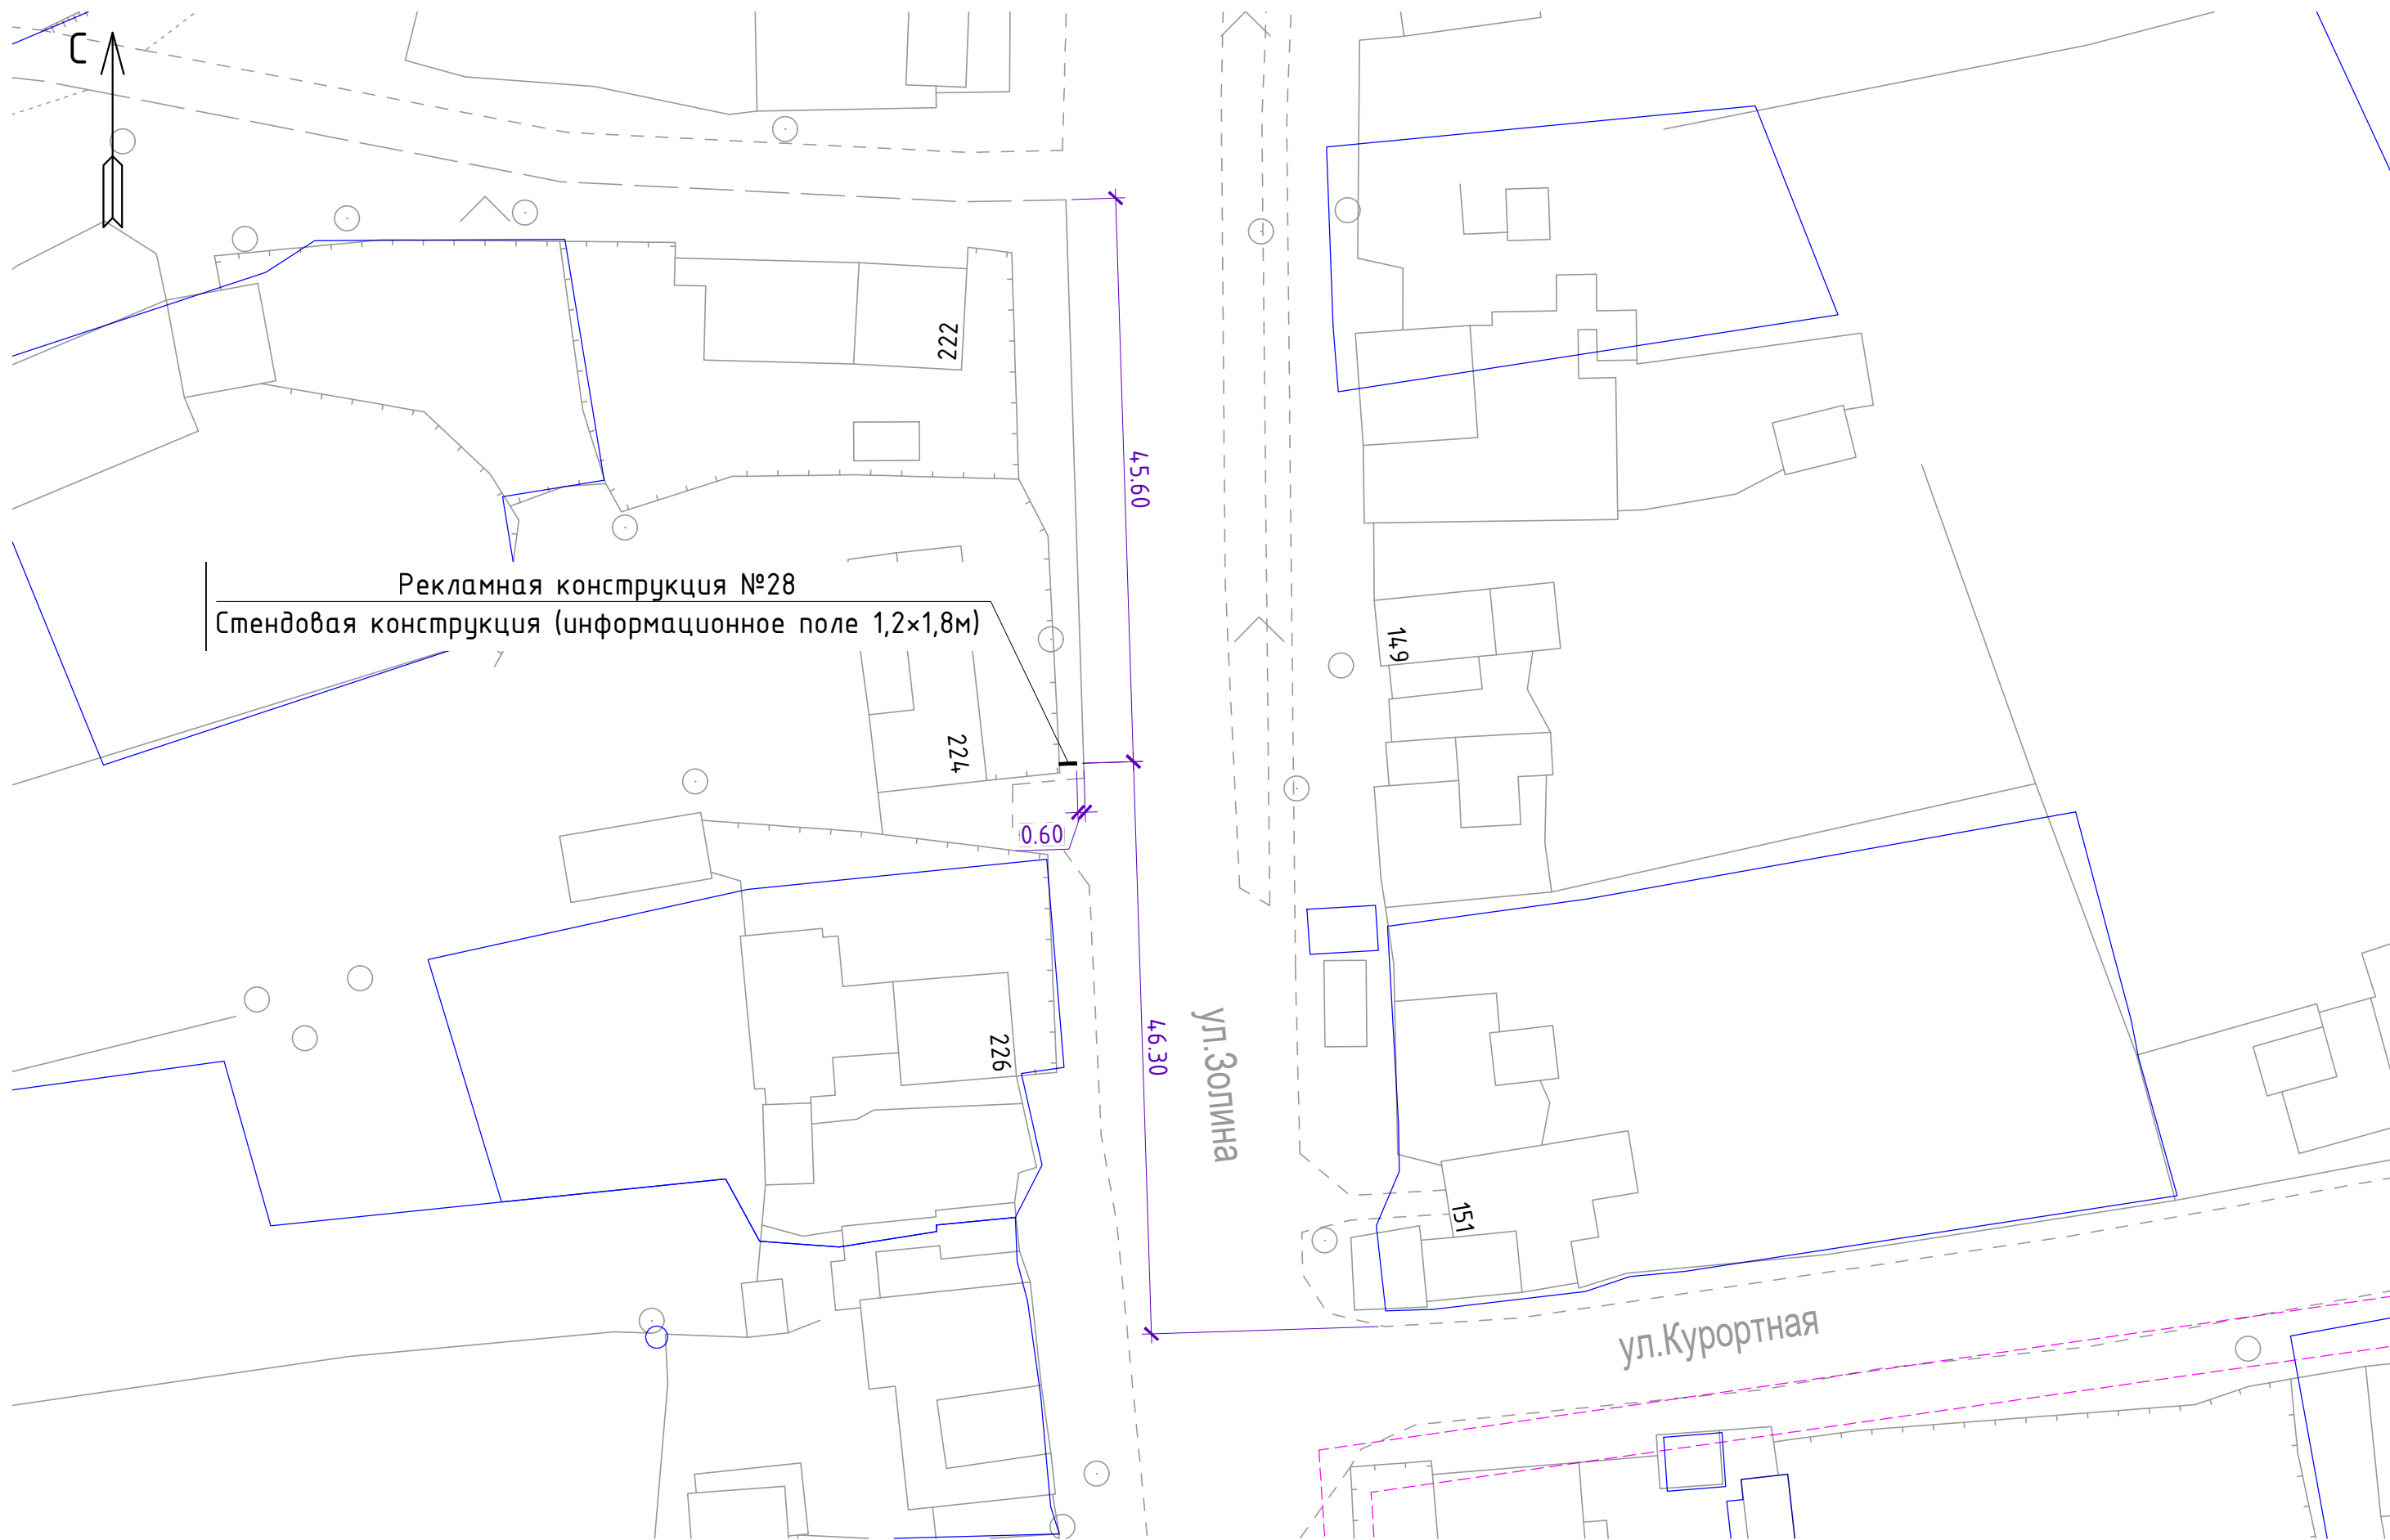 С
222
45.60
Рекламная конструкция №28
Стендовая конструкция (информационное поле 1,2×1,8м)
149
224
0.60
226
46.30
ул.Золина
151
ул.Курортная